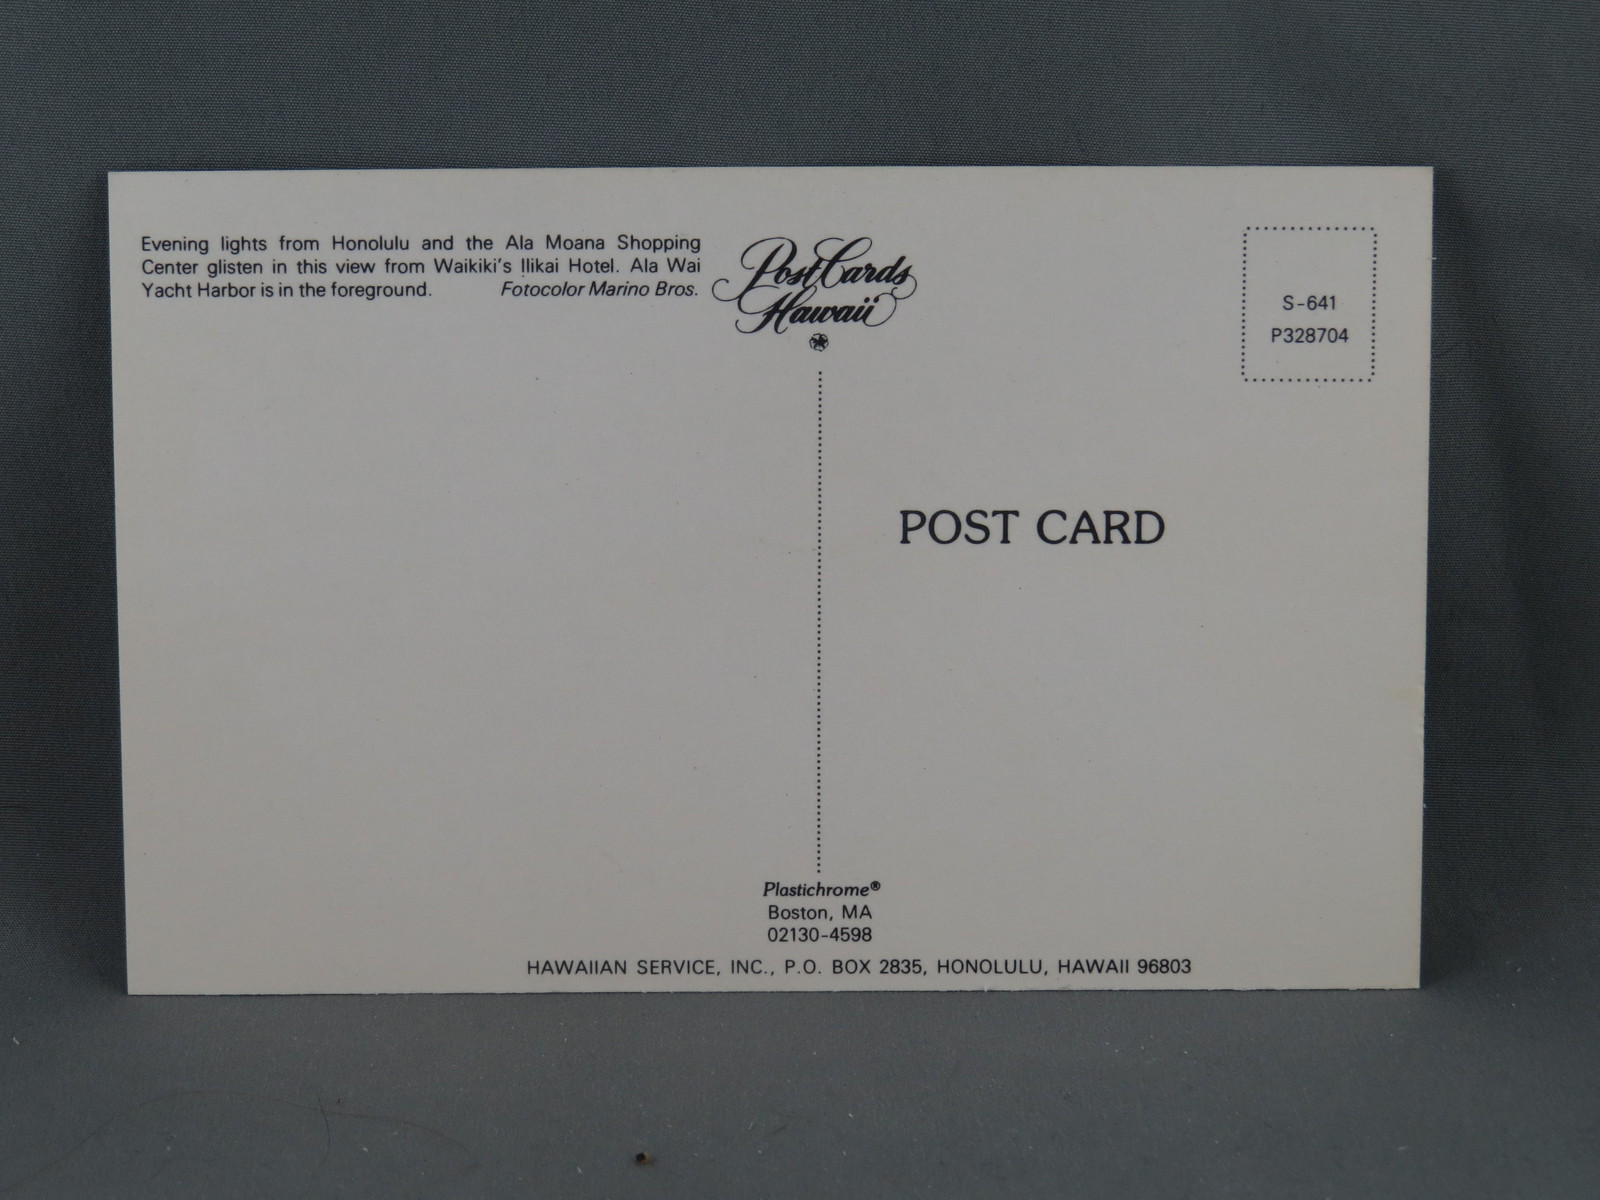 Evening lights from Honolulu and the Ala Moana Shopping
Center glisten in this view from Waikiki's Ilikai Hotel. Ala Wai
Yacht Harbor is in the foreground. Fotocolor Marino Bros.
PostCards
Hawaii
S-641
P328704
POST CARD
Plastichrome®
Boston, MA
02130-4598
HAWAIIAN SERVICE, INC., P.O. BOX 2835, HONOLULU, HAWAII 96803